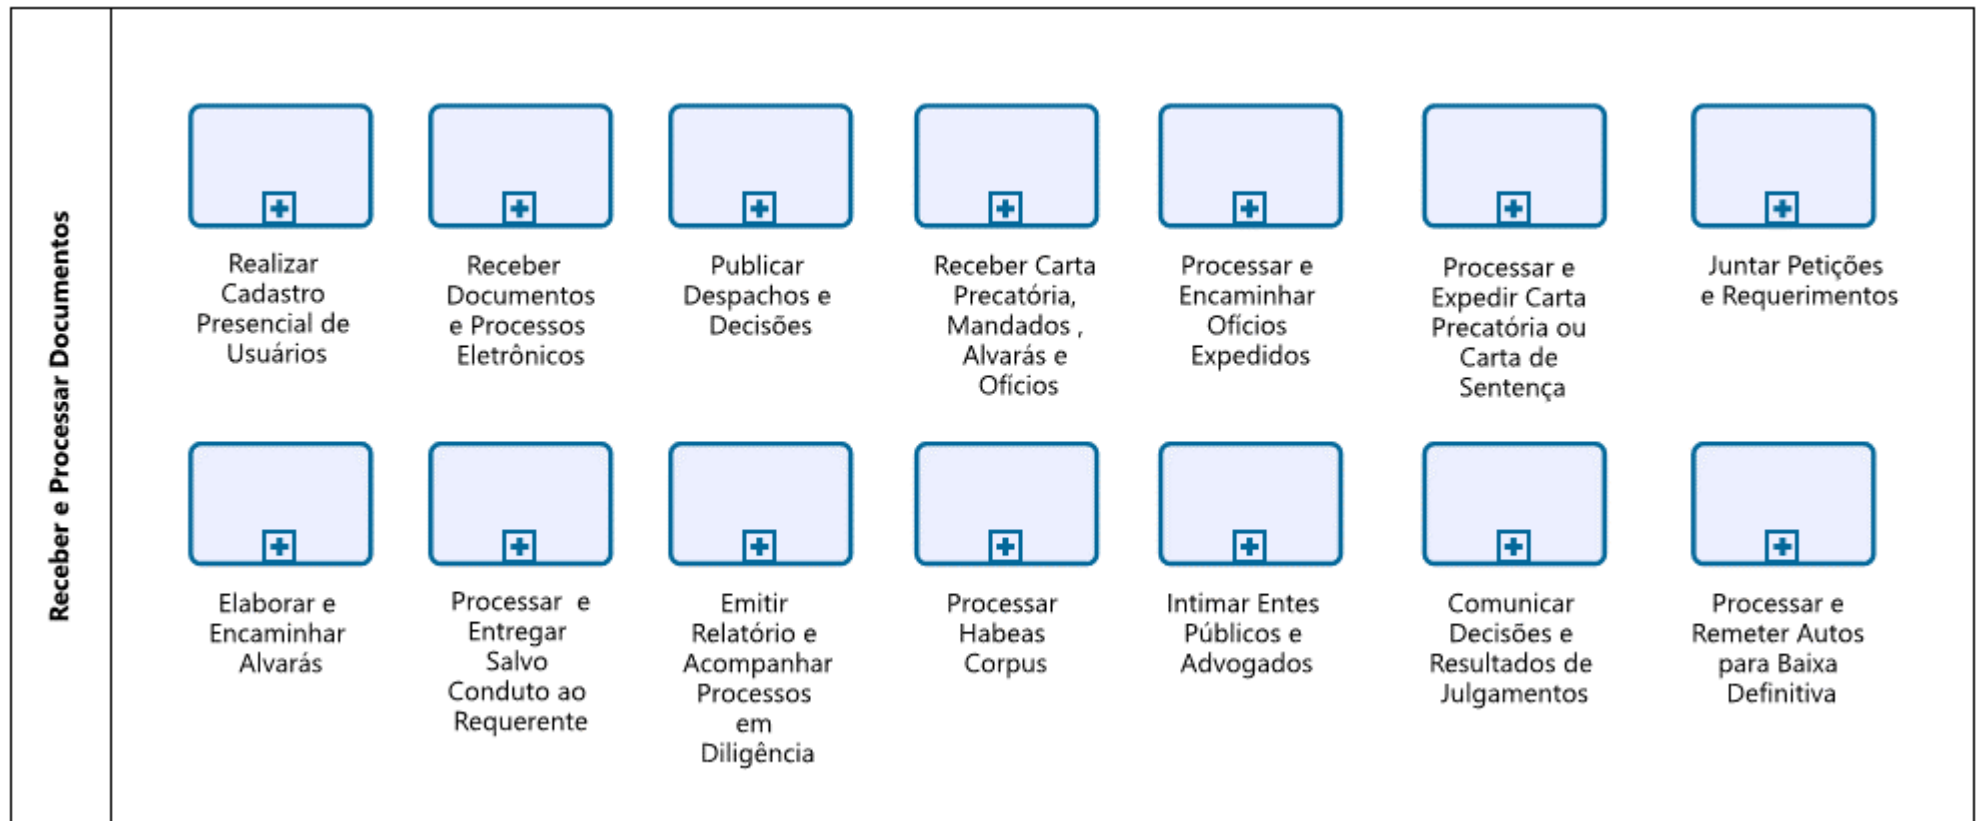 Receber e Processar Documentos
Realizar
Cadastro
Presencial de
Usuários
Receber
Documentos
e Processos
Eletrônicos
Publicar
Despachos e
Decisões
Receber Carta
Precatória,
Mandados ,
Alvarás e
Ofícios
Processar e
Encaminhar
Ofícios
Expedidos
Processar e
Expedir Carta
Precatória ou
Carta de
Sentença
Juntar Petições
e Requerimentos
Elaborar e
Encaminhar
Alvarás
Processar e
Entregar
Salvo
Conduto ao
Requerente
Emitir
Relatório e
Acompanhar
Processos
em
Diligência
Processar
Habeas
Corpus
Intimar Entes
Públicos e
Advogados
Comunicar
Decisões e
Resultados de
Julgamentos
Processar e
Remeter Autos
para Baixa
Definitiva